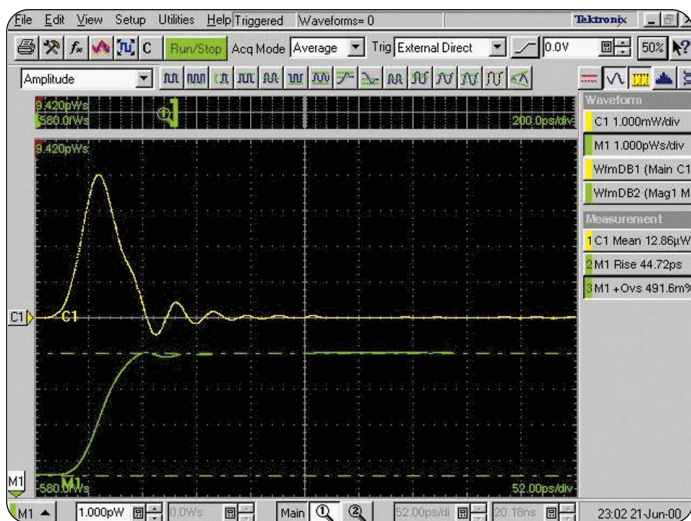 File Edit View Setup Utilities Help Triggered Waveforms= 0 Tektronix
C Run/Stop Acq Mode Average Trig External Direct 0.0V 50%
Amplitude
9.420pWs
580.0fWs 200.0ps/div
9.420pWs
C1 C1
M1 M1
-580.0fWs 52.00ps/div
Waveform
C1 1.000mW/div
M1 1.000pWs/div
WfmDB1 (Main C1
WfmDB2 (Mag1 M
Measurement
1 C1 Mean 12.86µW
2 M1 Rise 44.72ps
3 M1 +Ovs 491.6m%
M1 1.000pW 0.0Ws Main 1 2 52.00ps/di 20.18ns 23:02 21-Jun-00